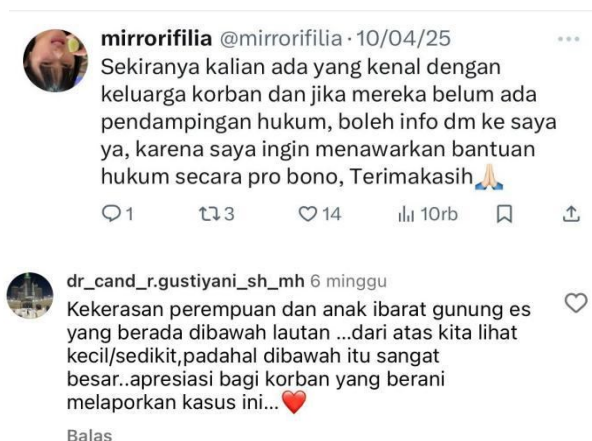 mirrorifilia @mirrorifilia · 10/04/25
Sekiranya kalian ada yang kenal dengan
keluarga korban dan jika mereka belum ada
pendampingan hukum, boleh info dm ke saya
ya, karena saya ingin menawarkan bantuan
hukum secara pro bono, Terimakasih🙏🏻
1 3 14 10rb
dr_cand_r.gustiyani_sh_mh 6 minggu
Kekerasan perempuan dan anak ibarat gunung es
yang berada dibawah lautan ...dari atas kita lihat
kecil/sedikit,padahal dibawah itu sangat
besar..apresiasi bagi korban yang berani
melaporkan kasus ini...❤️
Balas